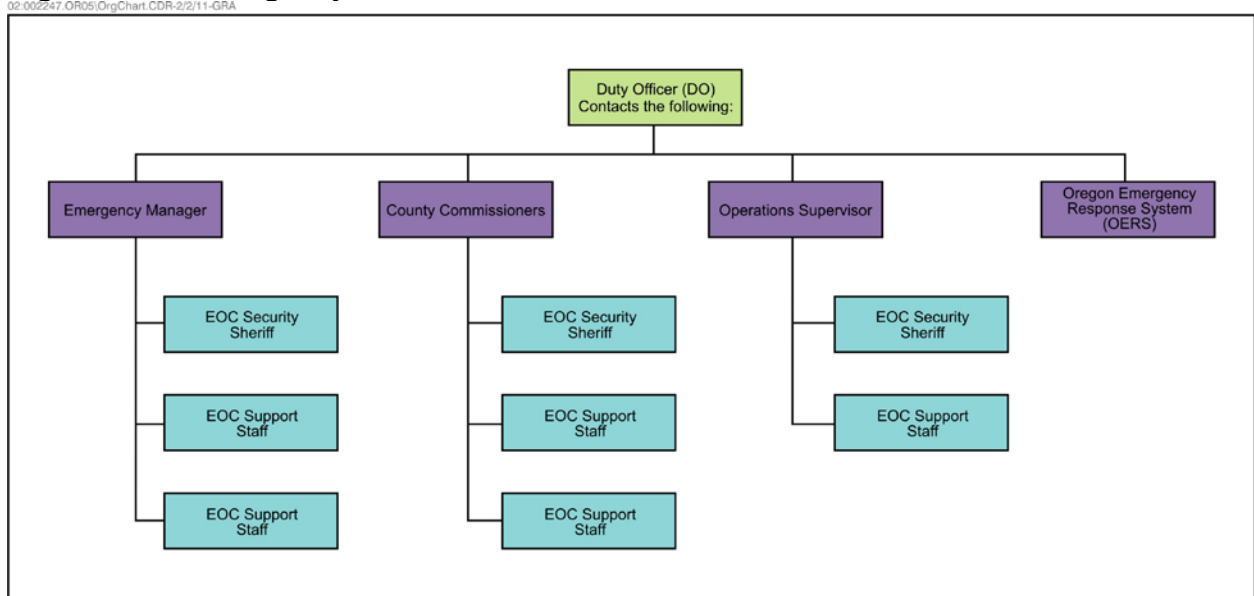 02:002247.OR05\OrgChart.CDR-2/2/11-GRA
Duty Officer (DO)
Contacts the following:
Emergency Manager
County Commissioners
Operations Supervisor
Oregon Emergency
Response System
(OERS)
EOC Security
Sheriff
EOC Security
Sheriff
EOC Security
Sheriff
EOC Support
Staff
EOC Support
Staff
EOC Support
Staff
EOC Support
Staff
EOC Support
Staff